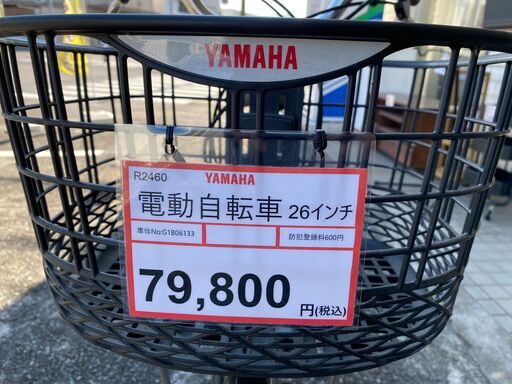 YAMAHA
R2460 YAMAHA
電動自転車 26インチ
車体No:G1B06133 防犯登録料600円
79,800 円(税込)